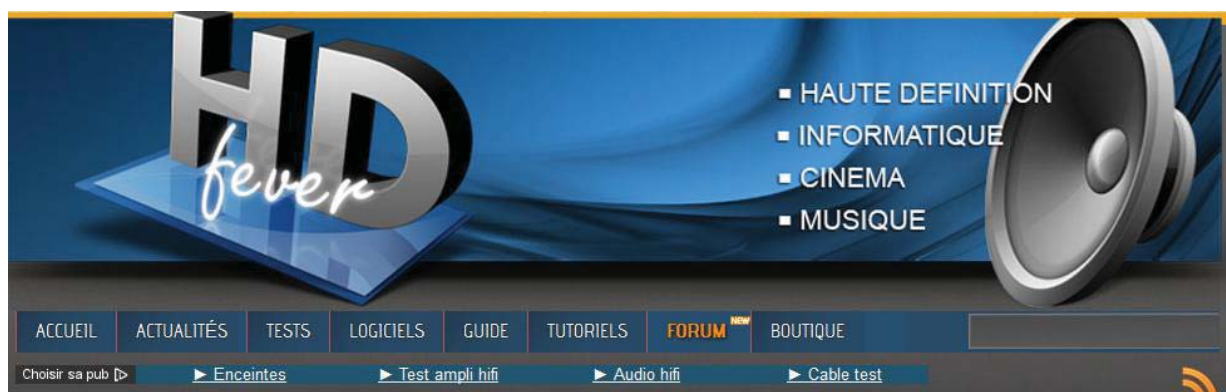 HD
fever
▪ HAUTE DEFINITION
▪ INFORMATIQUE
▪ CINEMA
▪ MUSIQUE
ACCUEIL ACTUALITÉS TESTS LOGICIELS GUIDE TUTORIELS FORUM NEW BOUTIQUE
Choisir sa pub ▷ ► Enceintes ► Test ampli hifi ► Audio hifi ► Cable test